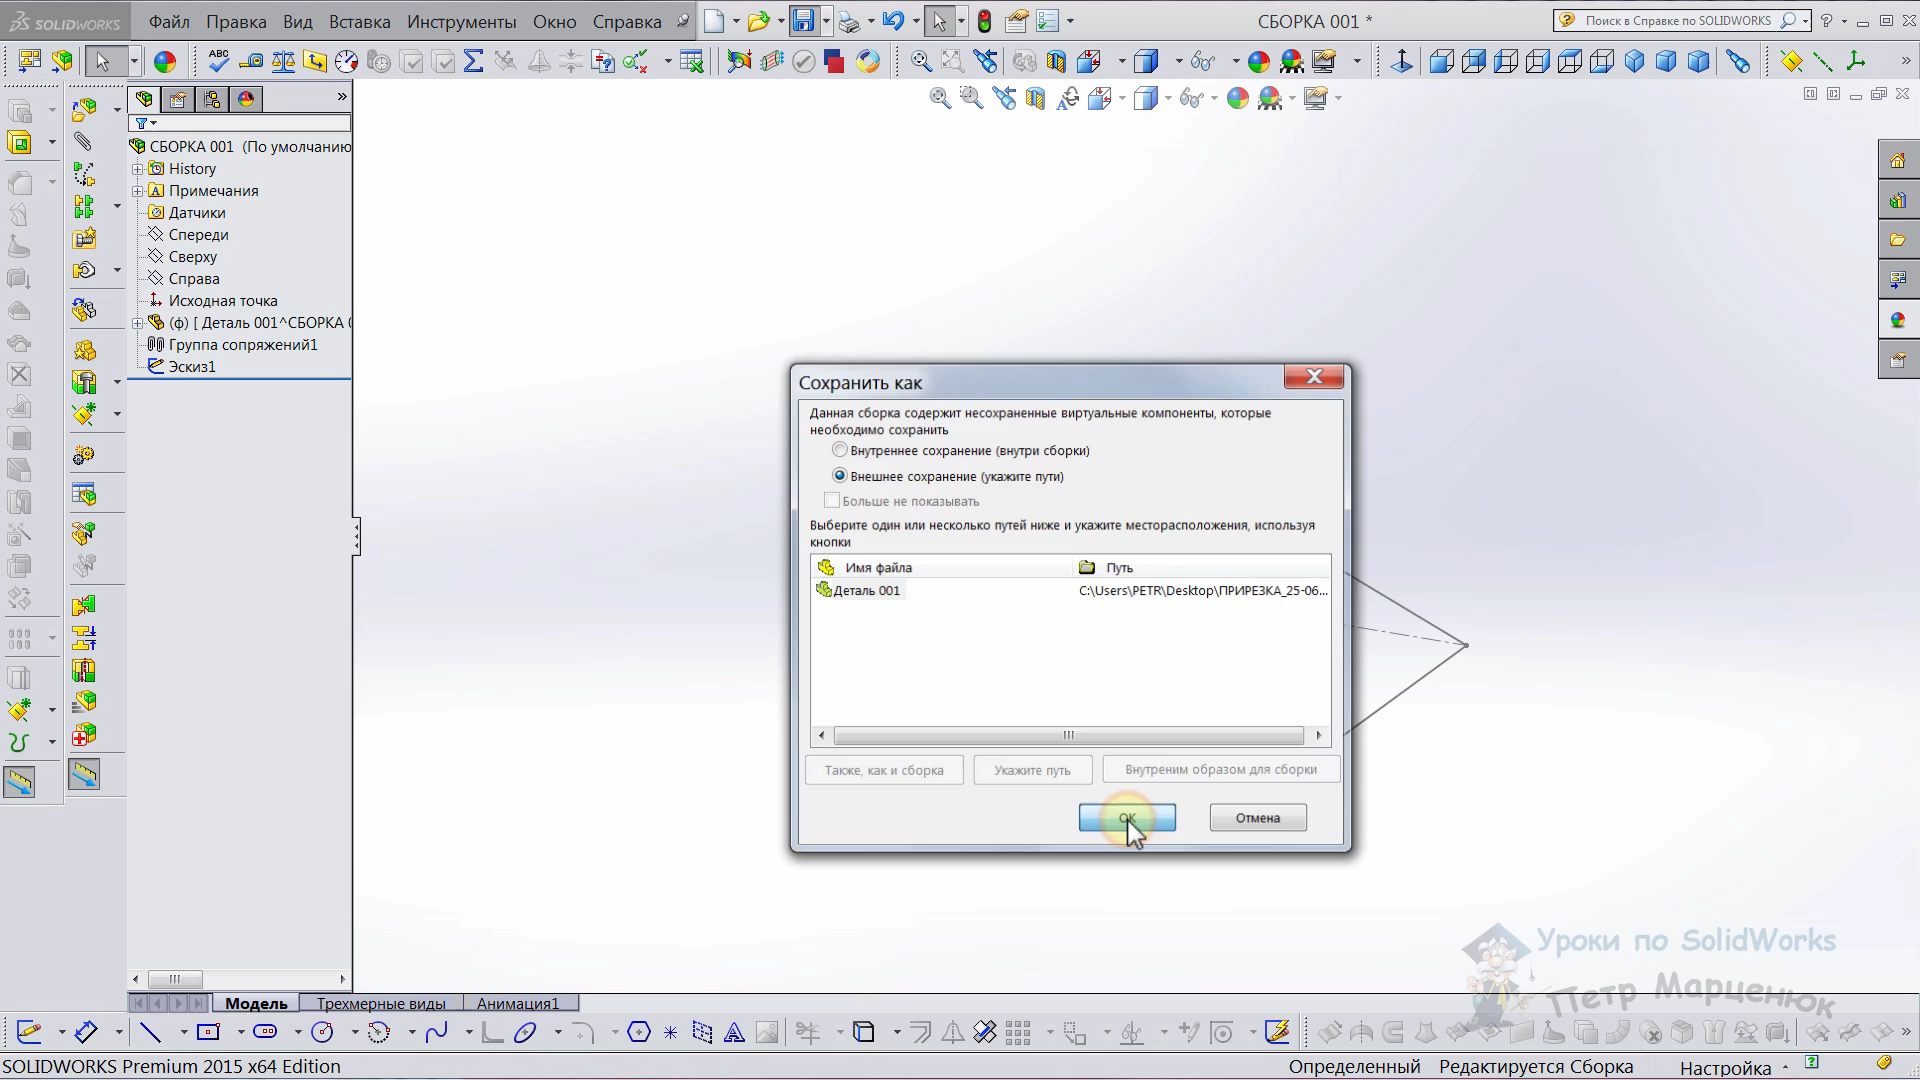 SOLIDWORKS Файл Правка Вид Вставка Инструменты Окно Справка СБОРКА 001 * Поиск в Справке по SOLIDWORKS
СБОРКА 001 (По умолчанию
History
Примечания
Датчики
Спереди
Сверху
Справа
Исходная точка
(ф) [ Деталь 001^СБОРКА 0
Группа сопряжений1
Эскиз1
Сохранить как
Данная сборка содержит несохраненные виртуальные компоненты, которые
необходимо сохранить
Внутреннее сохранение (внутри сборки)
Внешнее сохранение (укажите пути)
Больше не показывать
Выберите один или несколько путей ниже и укажите месторасположения, используя
кнопки
Имя файла Путь
Деталь 001 C:\Users\PETR\Desktop\ПРИРЕЗКА_25-06...
Также, как и сборка Укажите путь Внутреним образом для сборки
OK Отмена
Уроки по SolidWorks
Петр Марценюк
Модель Трехмерные виды Анимация1
SOLIDWORKS Premium 2015 x64 Edition Определенный Редактируется Сборка Настройка